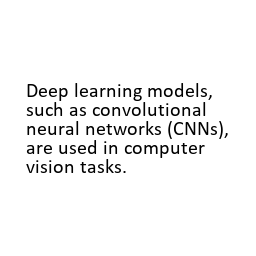 Deep learning models,
such as convolutional
neural networks (CNNs),
are used in computer
vision tasks.